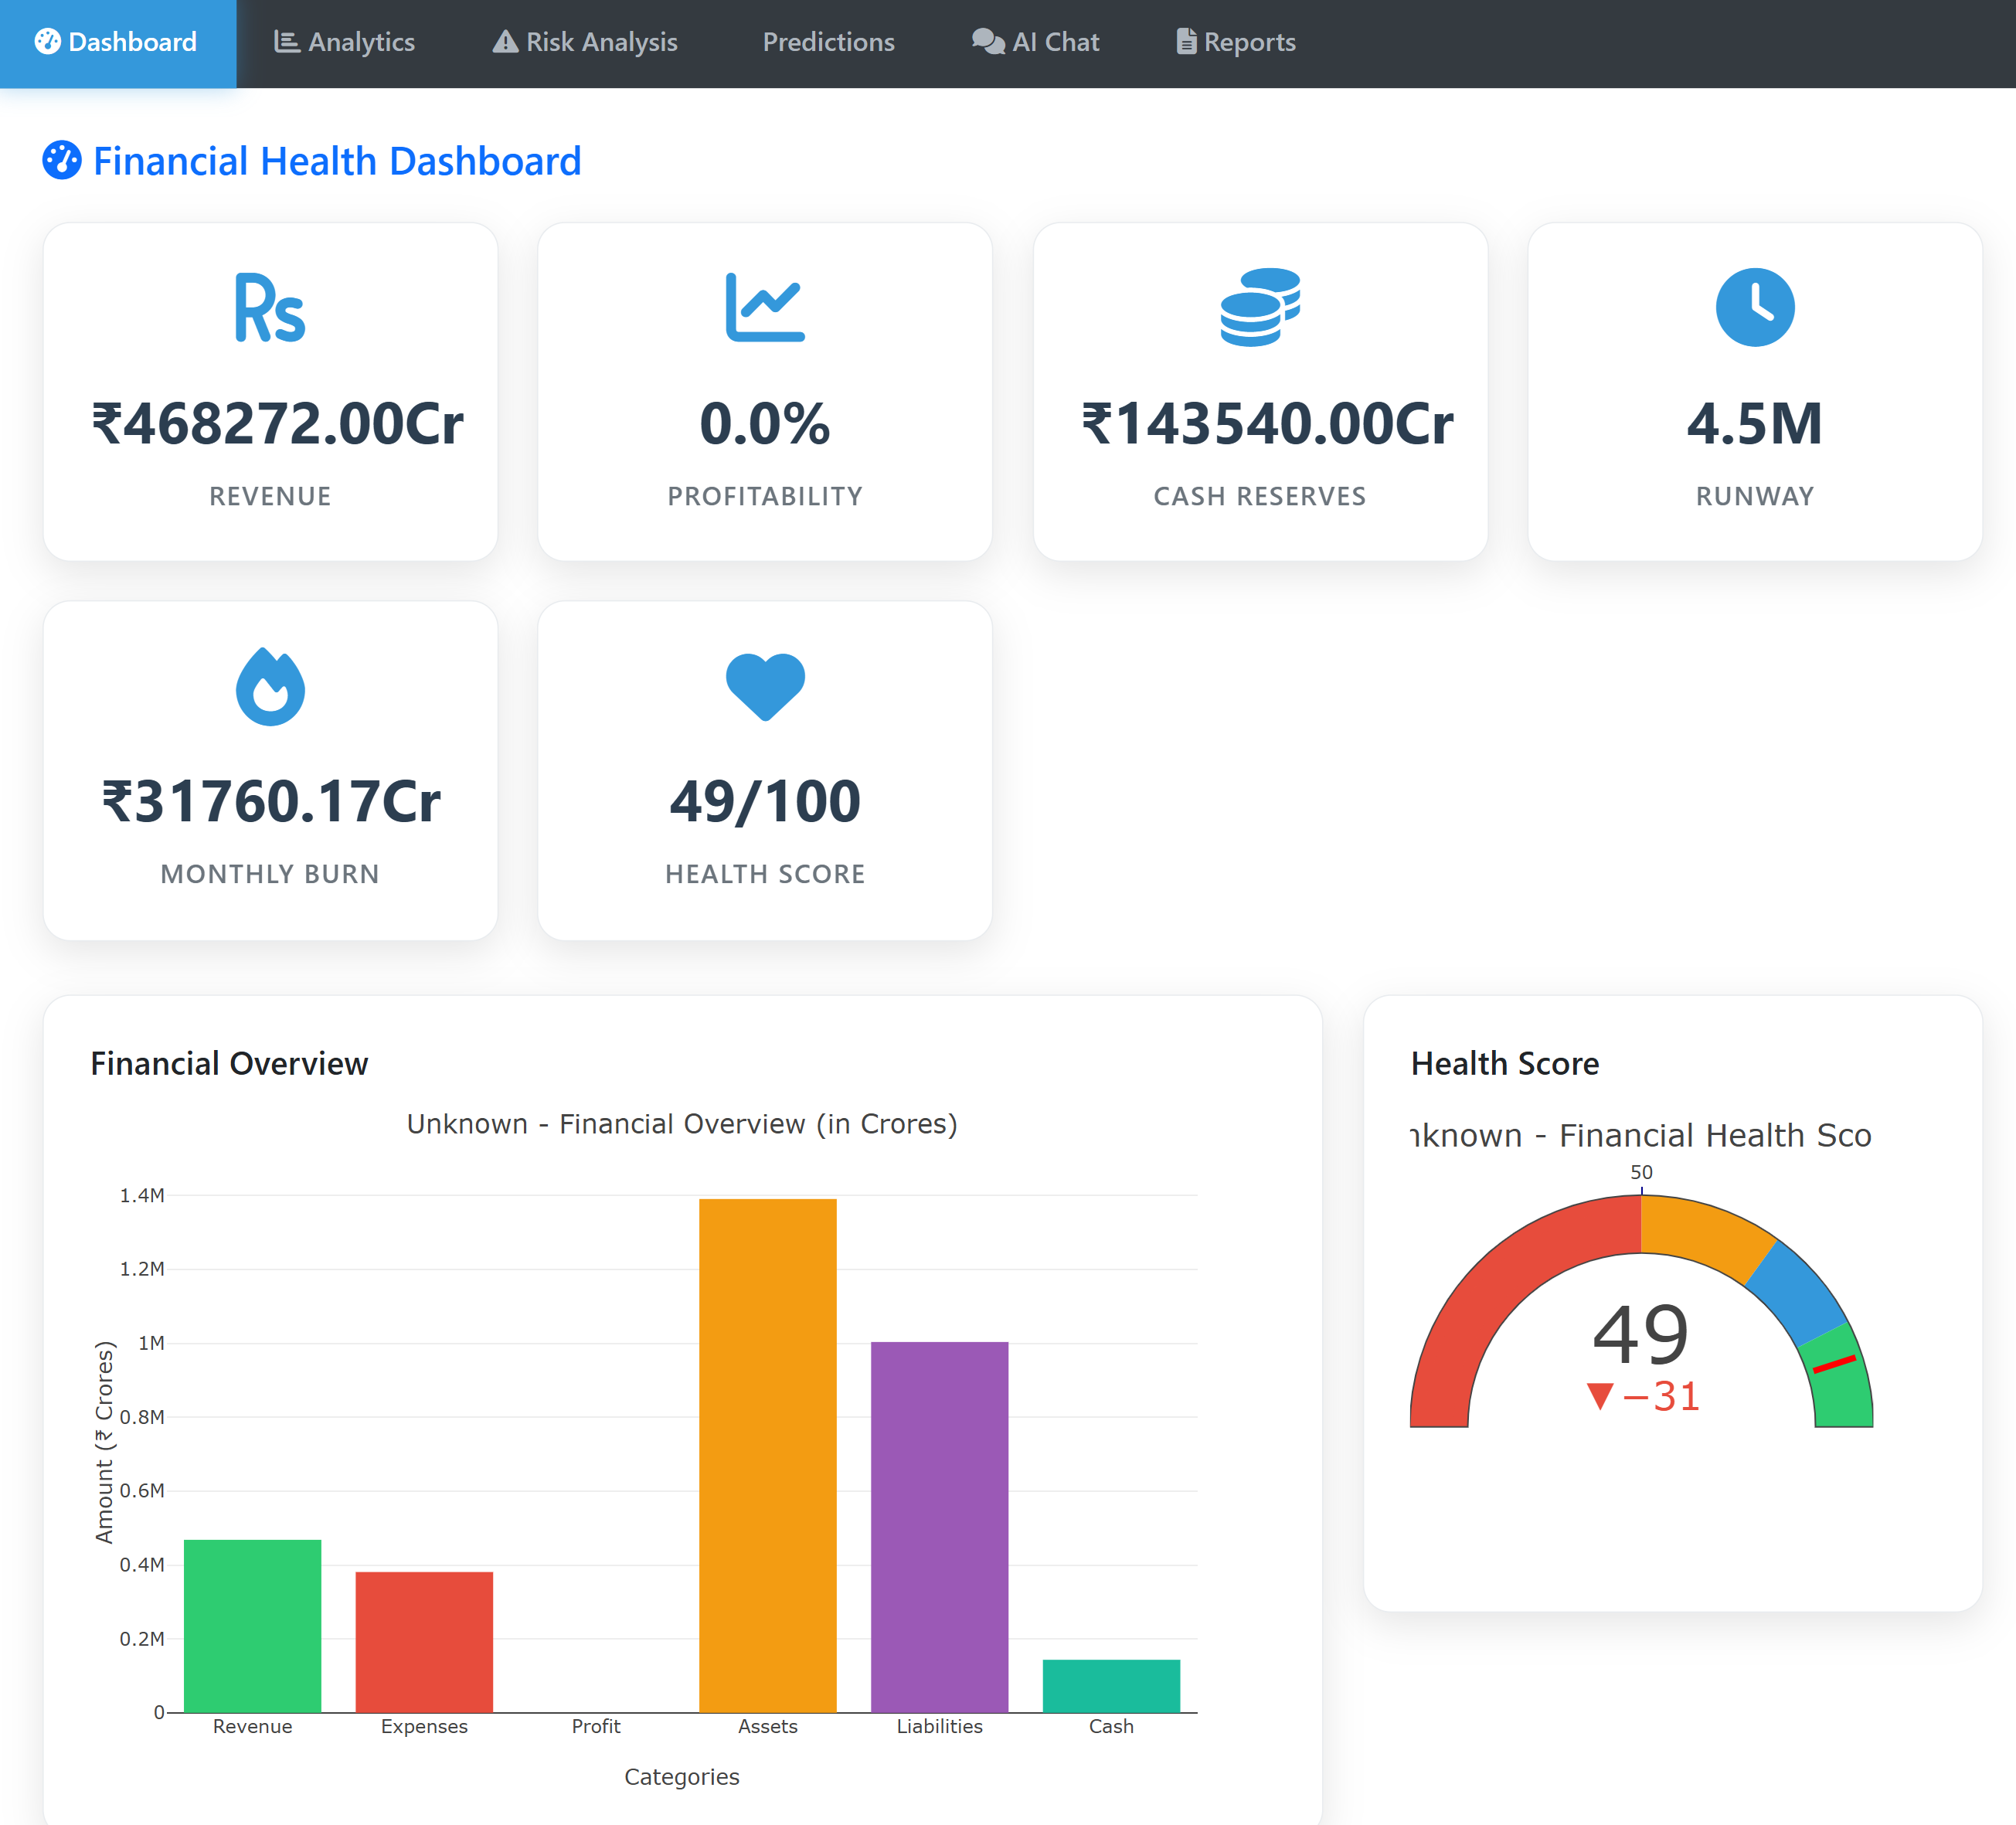 Dashboard
Analytics
Risk Analysis
Predictions
AI Chat
Reports
Financial Health Dashboard
Rs
₹468272.00Cr
REVENUE
0.0%
PROFITABILITY
₹143540.00Cr
CASH RESERVES
4.5M
RUNWAY
₹31760.17Cr
MONTHLY BURN
49/100
HEALTH SCORE
Financial Overview
Unknown - Financial Overview (in Crores)
Amount (₹ Crores)
1.4M
1.2M
1M
0.8M
0.6M
0.4M
0.2M
0
Revenue
Expenses
Profit
Assets
Liabilities
Cash
Categories
Health Score
nknown - Financial Health Sco
50
49
▼−31